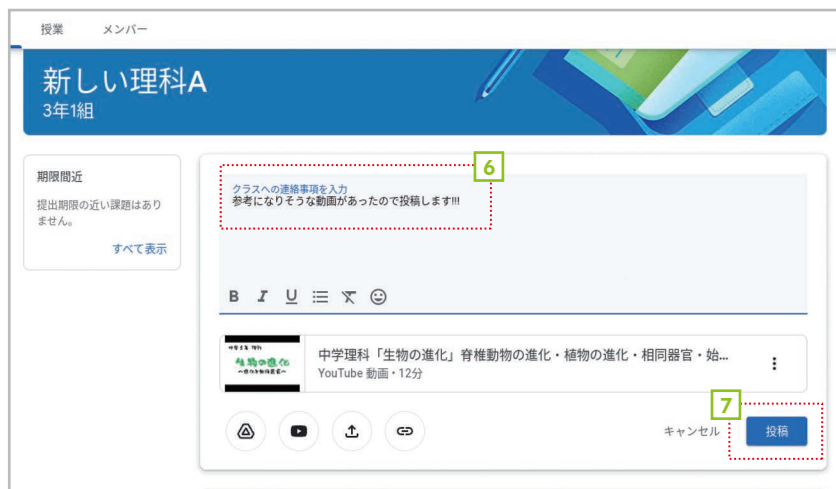 授業 メンバー
新しい理科A
3年1組
期限間近
提出期限の近い課題はあり
ません。
すべて表示
6
クラスへの連絡事項を入力
参考になりそうな動画があったので投稿します!!!
B I U
生物の進化
中学理科「生物の進化」脊椎動物の進化・植物の進化・相同器官・始...
YouTube 動画・12分
7
キャンセル 投稿